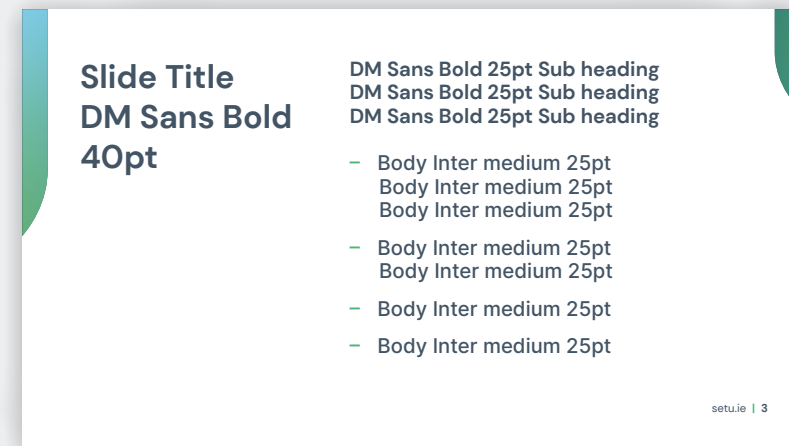 Slide Title
DM Sans Bold
40pt
DM Sans Bold 25pt Sub heading
DM Sans Bold 25pt Sub heading
DM Sans Bold 25pt Sub heading
– Body Inter medium 25pt
Body Inter medium 25pt
Body Inter medium 25pt
– Body Inter medium 25pt
Body Inter medium 25pt
– Body Inter medium 25pt
– Body Inter medium 25pt
setu.ie | 3